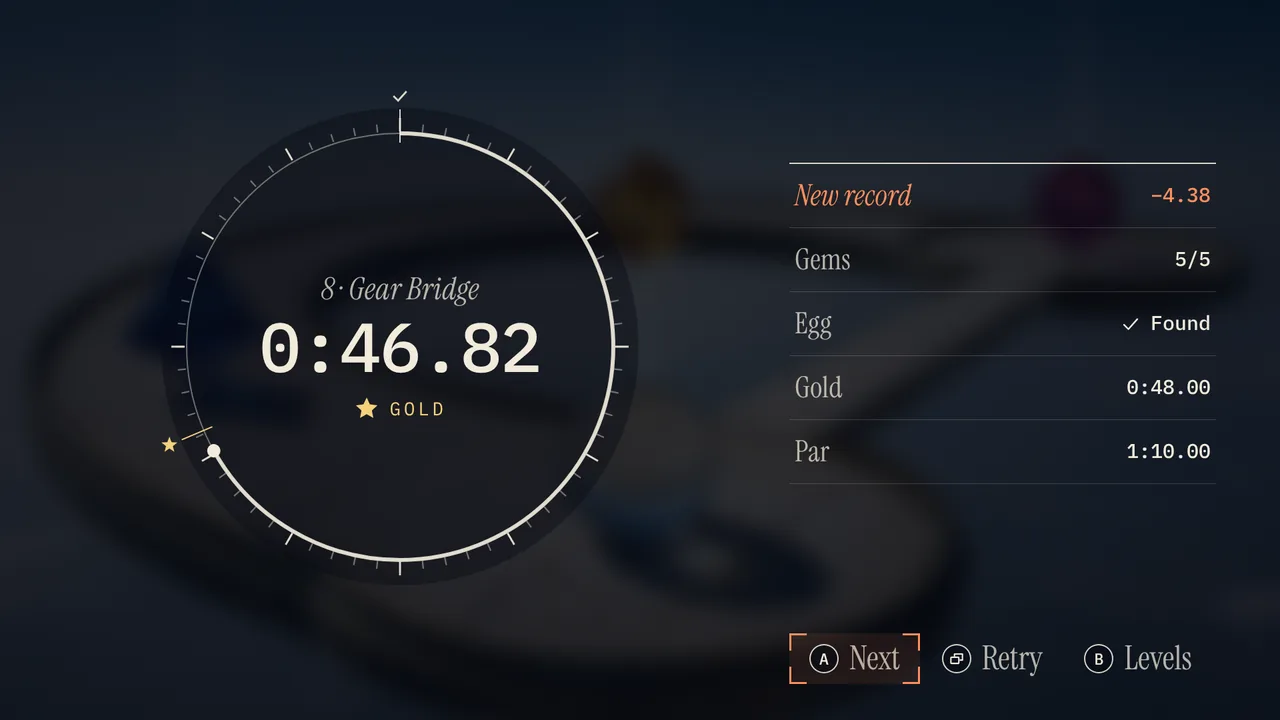 8 · Gear Bridge
0:46.82
GOLD
New record −4.38
Gems 5/5
Egg ✓ Found
Gold 0:48.00
Par 1:10.00
A Next
Retry
B Levels